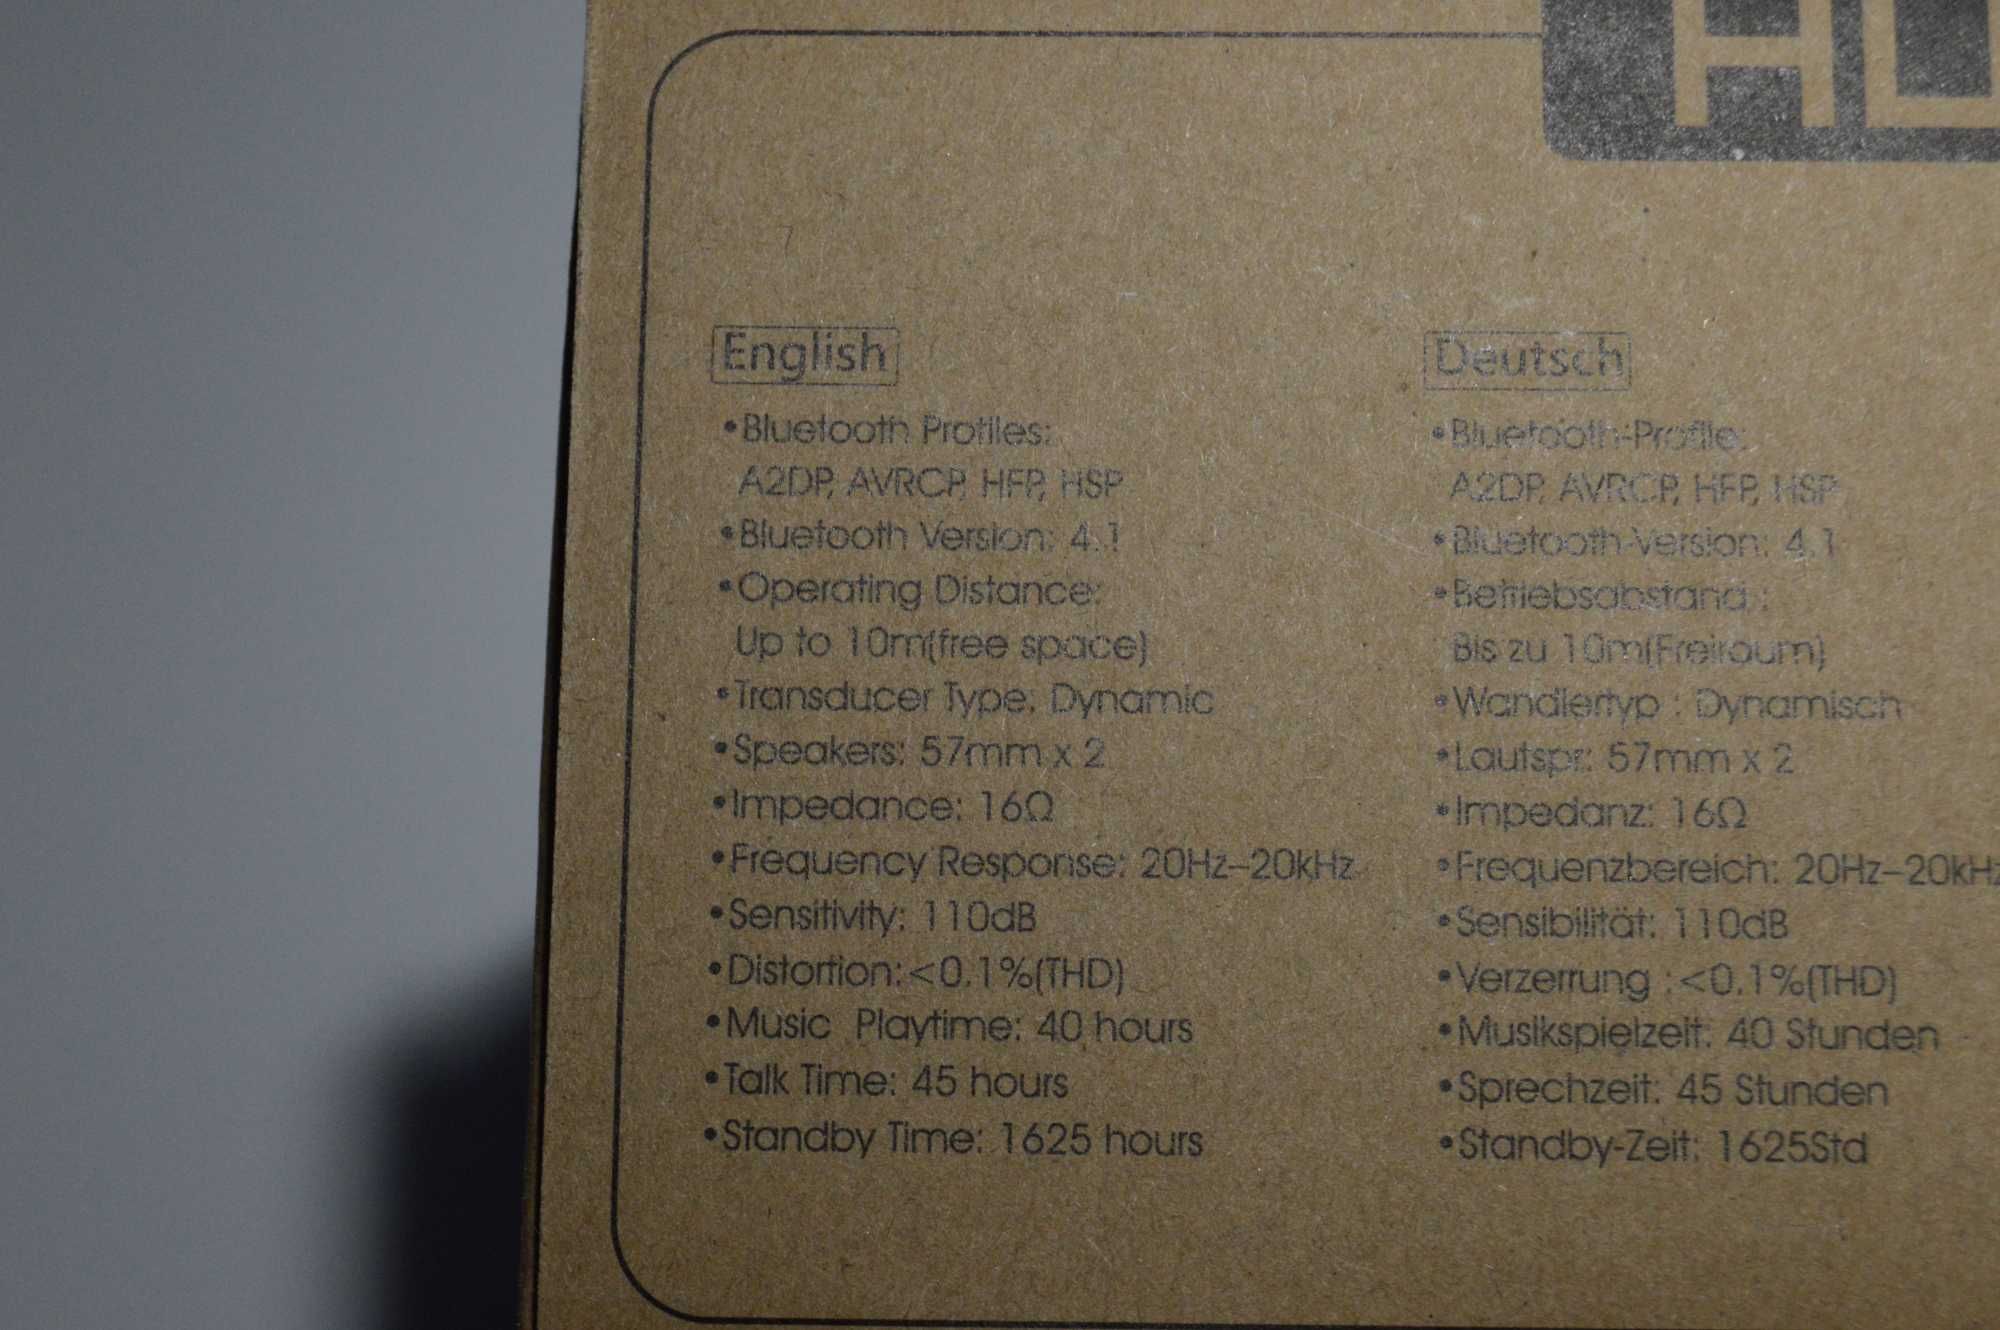 English
•Bluetooth Profiles:
A2DP, AVRCP, HFP, HSP
•Bluetooth Version: 4.1
•Operating Distance:
Up to 10m(free space)
•Transducer Type: Dynamic
•Speakers: 57mm x 2
•Impedance: 16Ω
•Frequency Response: 20Hz–20kHz
•Sensitivity: 110dB
•Distortion:<0.1%(THD)
•Music Playtime: 40 hours
•Talk Time: 45 hours
•Standby Time: 1625 hours
Deutsch
•Bluetooth-Profile:
A2DP, AVRCP, HFP, HSP
•Bluetooth-Version: 4.1
•Betriebsabstand :
Bis zu 10m(Freiraum)
•Wandlertyp : Dynamisch
•Lautspr: 57mm x 2
•Impedanz: 16Ω
•Frequenzbereich: 20Hz–20kHz
•Sensibilität: 110dB
•Verzerrung :<0.1%(THD)
•Musikspielzeit: 40 Stunden
•Sprechzeit: 45 Stunden
•Standby-Zeit: 1625Std